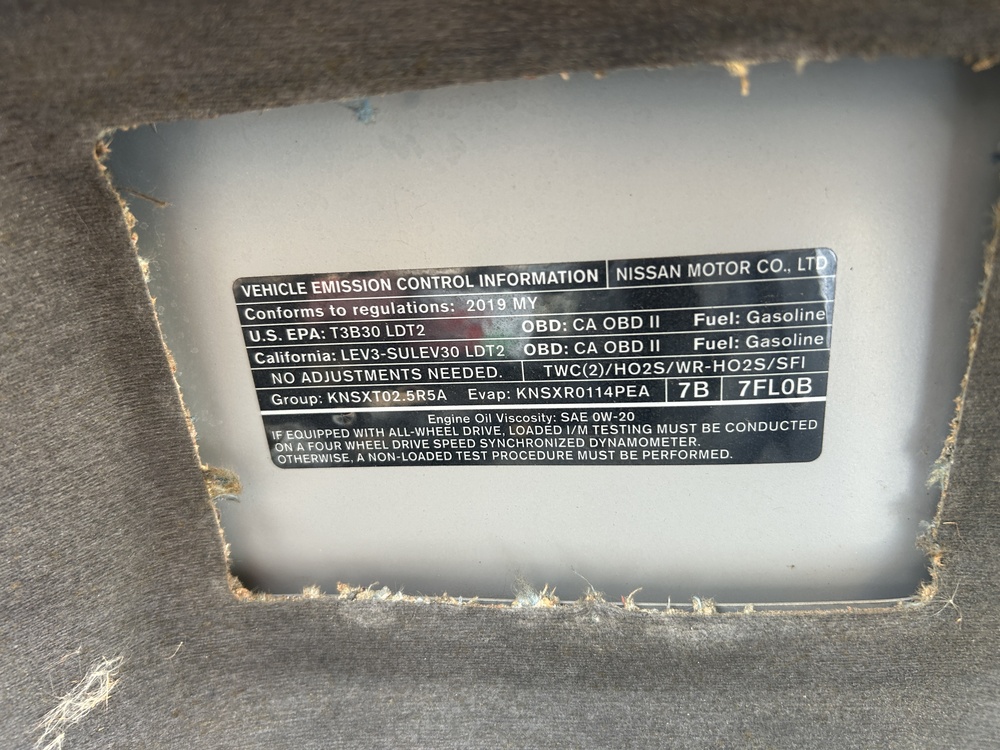 VEHICLE EMISSION CONTROL INFORMATION NISSAN MOTOR CO., LTD
Conforms to regulations: 2019 MY
U.S. EPA: T3B30 LDT2 OBD: CA OBD II Fuel: Gasoline
California: LEV3-SULEV30 LDT2 OBD: CA OBD II Fuel: Gasoline
NO ADJUSTMENTS NEEDED. TWC(2)/HO2S/WR-HO2S/SFI
Group: KNSXT02.5R5A Evap: KNSXR0114PEA 7B 7FL0B
Engine Oil Viscosity: SAE 0W-20
IF EQUIPPED WITH ALL-WHEEL DRIVE, LOADED I/M TESTING MUST BE CONDUCTED
ON A FOUR WHEEL DRIVE SPEED SYNCHRONIZED DYNAMOMETER.
OTHERWISE, A NON-LOADED TEST PROCEDURE MUST BE PERFORMED.